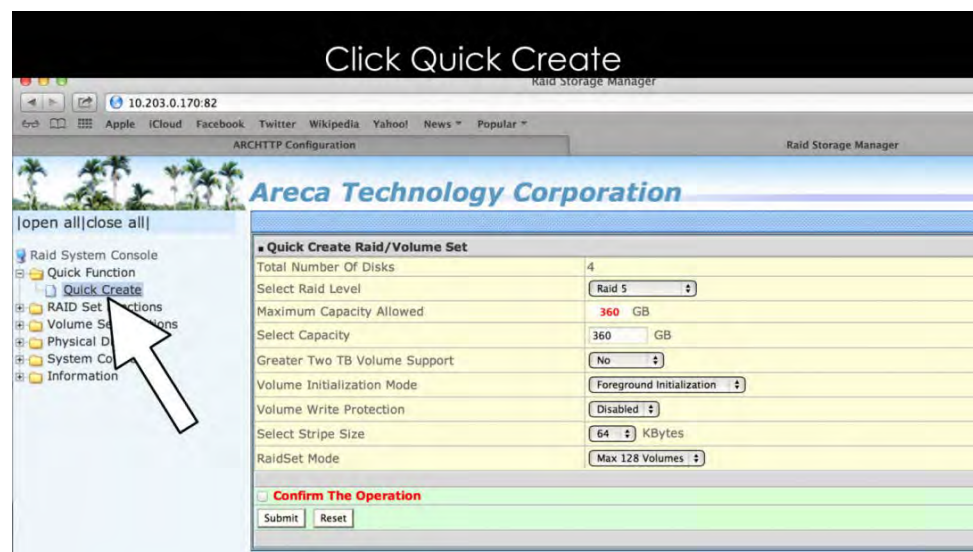 Click Quick Create
Raid Storage Manager
10.203.0.170:82
Apple iCloud Facebook Twitter Wikipedia Yahoo! News Popular
ARCHTTP Configuration Raid Storage Manager
Areca Technology Corporation
|open all|close all|
Raid System Console
Quick Function
Quick Create
RAID Set
Volume
Physical
System
Information
Quick Create Raid/Volume Set
Total Number Of Disks 4
Select Raid Level Raid 5
Maximum Capacity Allowed 360 GB
Select Capacity 360 GB
Greater Two TB Volume Support No
Volume Initialization Mode Foreground Initialization
Volume Write Protection Disabled
Select Stripe Size 64 KBytes
RaidSet Mode Max 128 Volumes
Confirm The Operation
Submit Reset